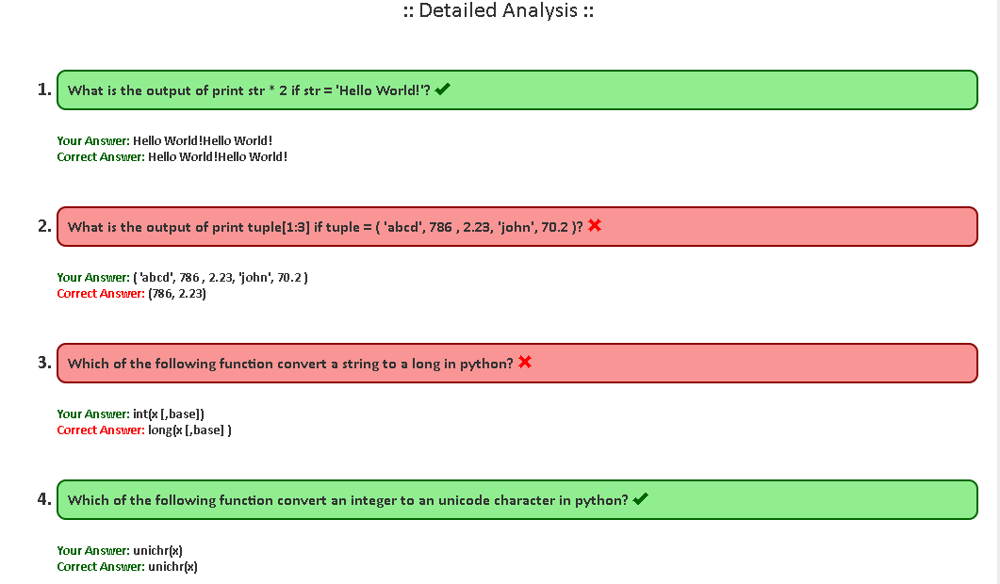 :: Detailed Analysis ::
1. What is the output of print str * 2 if str = 'Hello World!'?
Your Answer: Hello World!Hello World!
Correct Answer: Hello World!Hello World!
2. What is the output of print tuple[1:3] if tuple = ( 'abcd', 786 , 2.23, 'john', 70.2 )?
Your Answer: ( 'abcd', 786 , 2.23, 'john', 70.2 )
Correct Answer: (786, 2.23)
3. Which of the following function convert a string to a long in python?
Your Answer: int(x [,base])
Correct Answer: long(x [,base] )
4. Which of the following function convert an integer to an unicode character in python?
Your Answer: unichr(x)
Correct Answer: unichr(x)